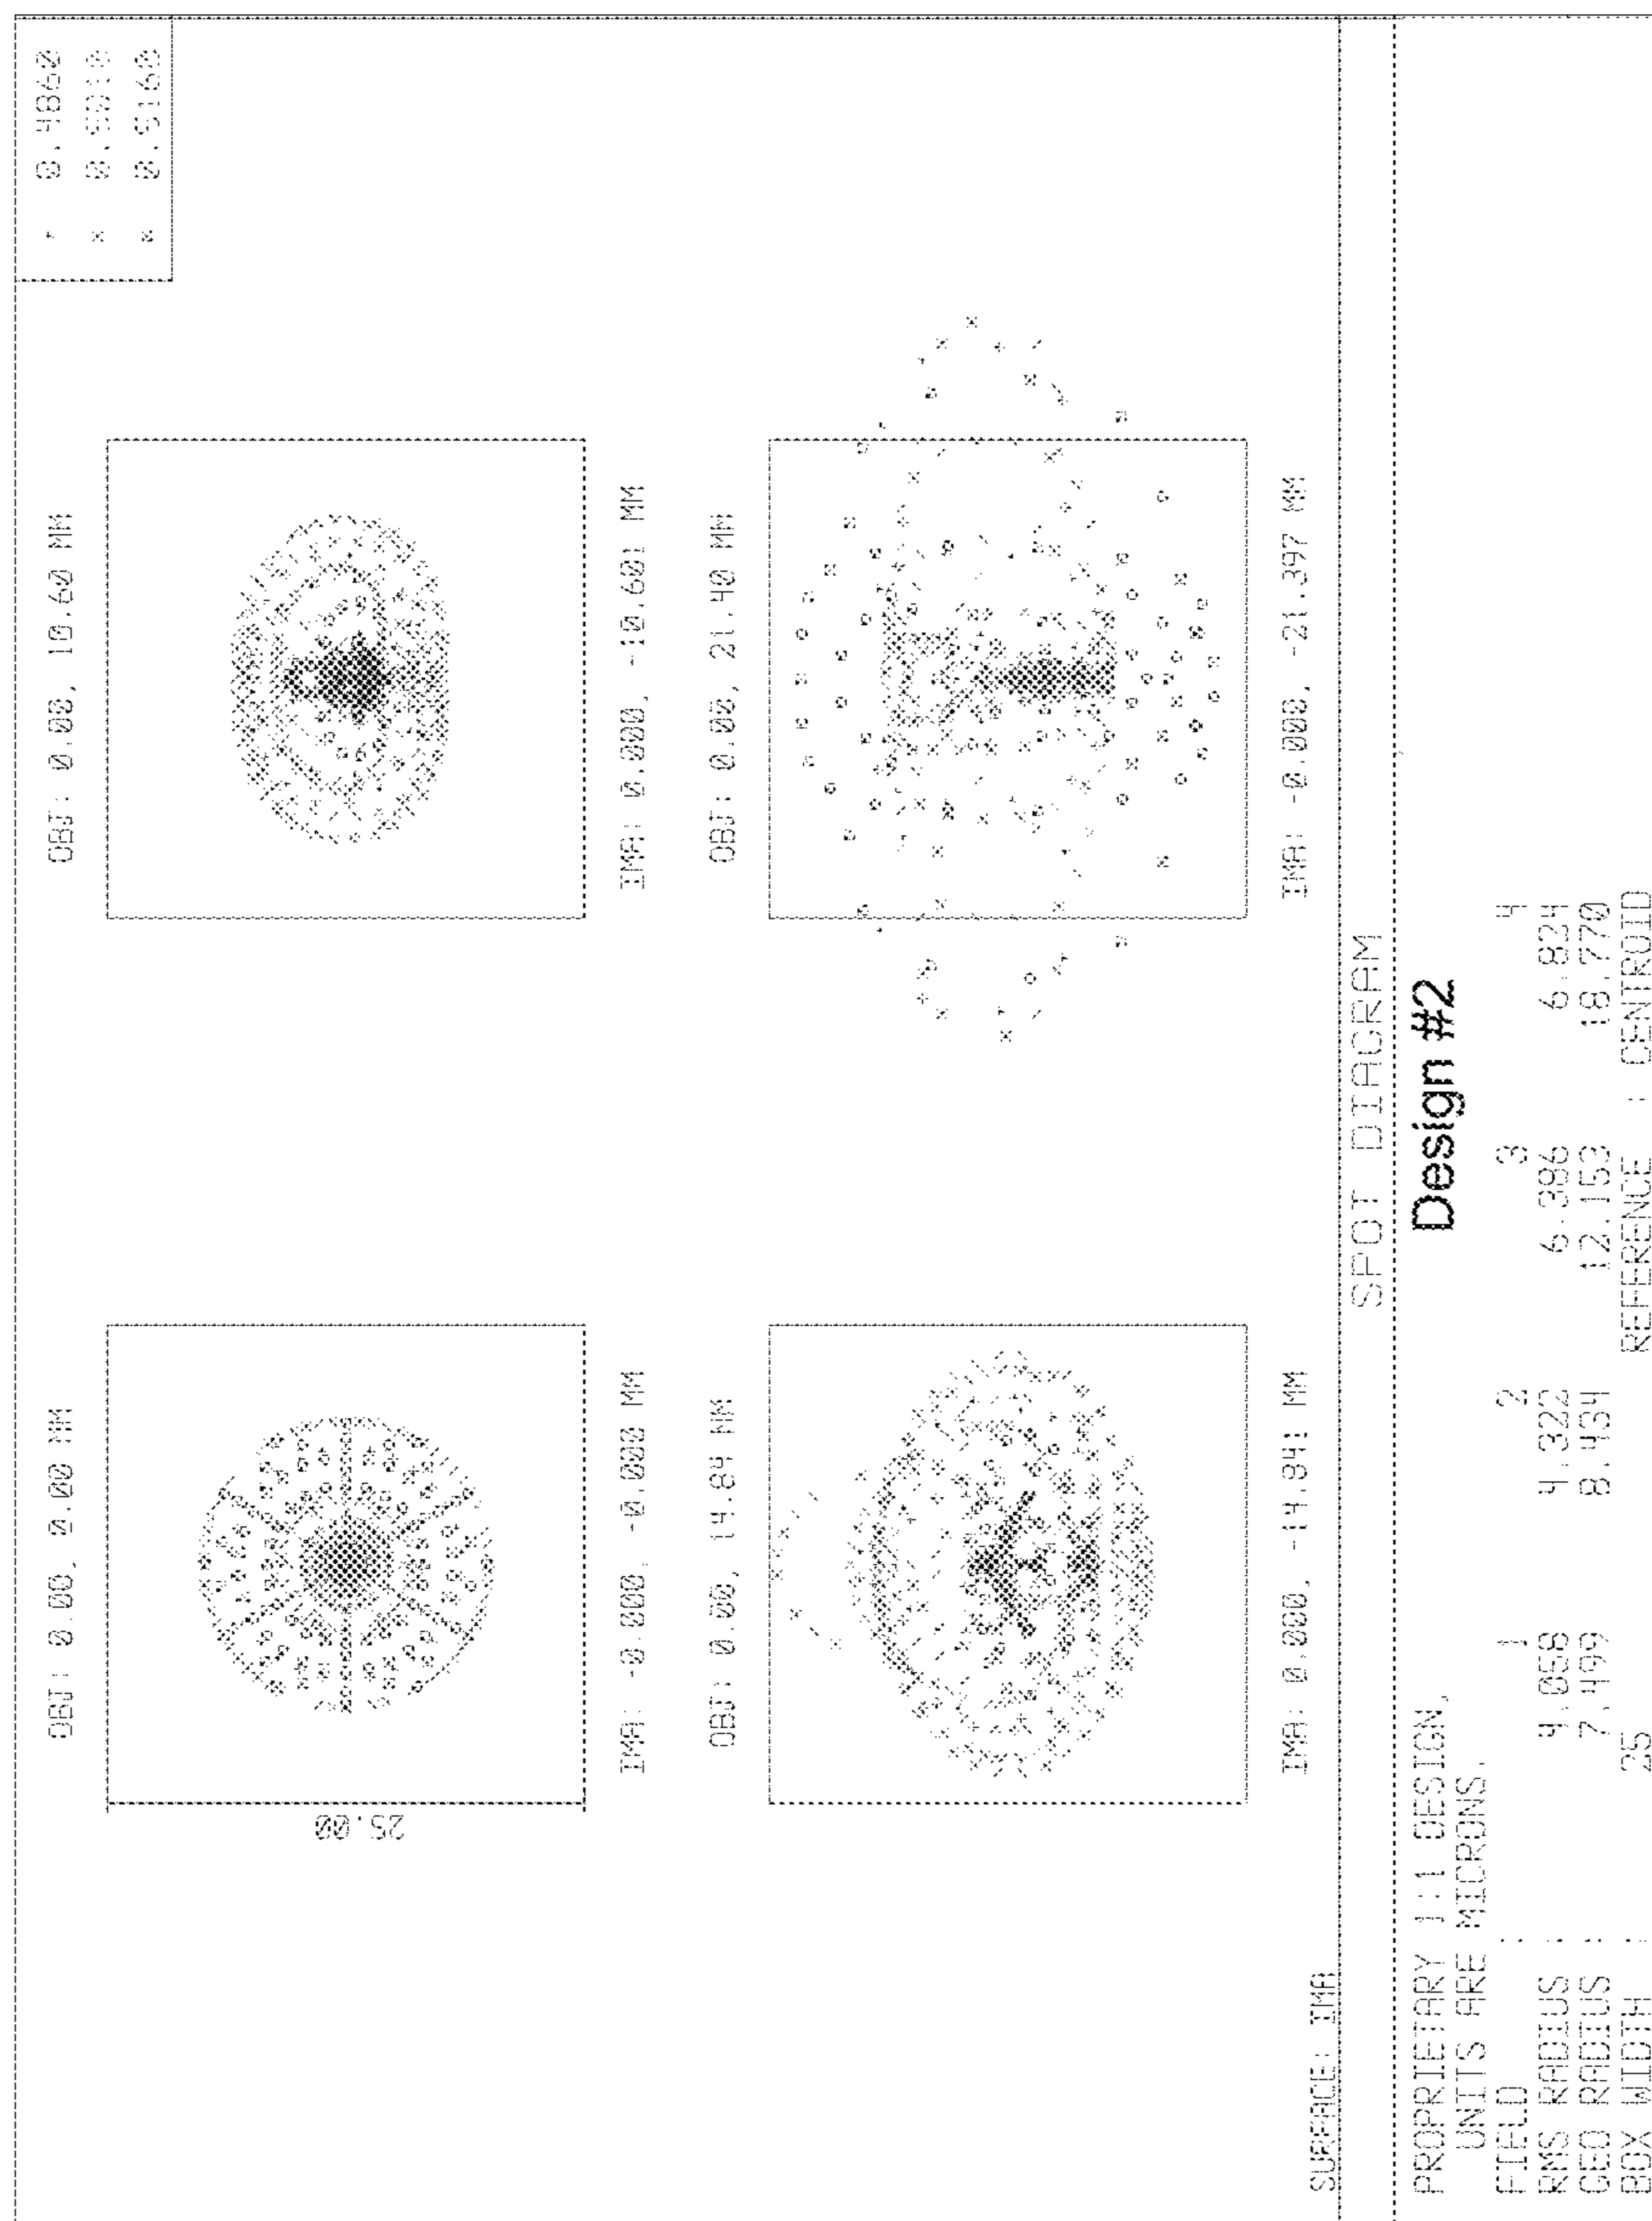 + 0.4860
x 0.5010
¤ 0.5160
OBJ: 0.00, 0.00 MM
OBJ: 0.00, 10.60 MM
25.00
IMA: -0.000, -0.000 MM
IMA: 0.000, -10.601 MM
OBJ: 0.00, 14.84 MM
OBJ: 0.00, 21.40 MM
IMA: 0.000, -14.841 MM
IMA: -0.000, -21.397 MM
SURFACE: IMA
SPOT DIAGRAM
PROPRIETARY 1:1 DESIGN.
Design #2
UNITS ARE MICRONS.
FIELD : 1 2 3 4
RMS RADIUS : 4.058 4.322 6.386 6.824
GEO RADIUS : 7.499 8.434 12.153 18.770
BOX WIDTH : 25 REFERENCE : CENTROID